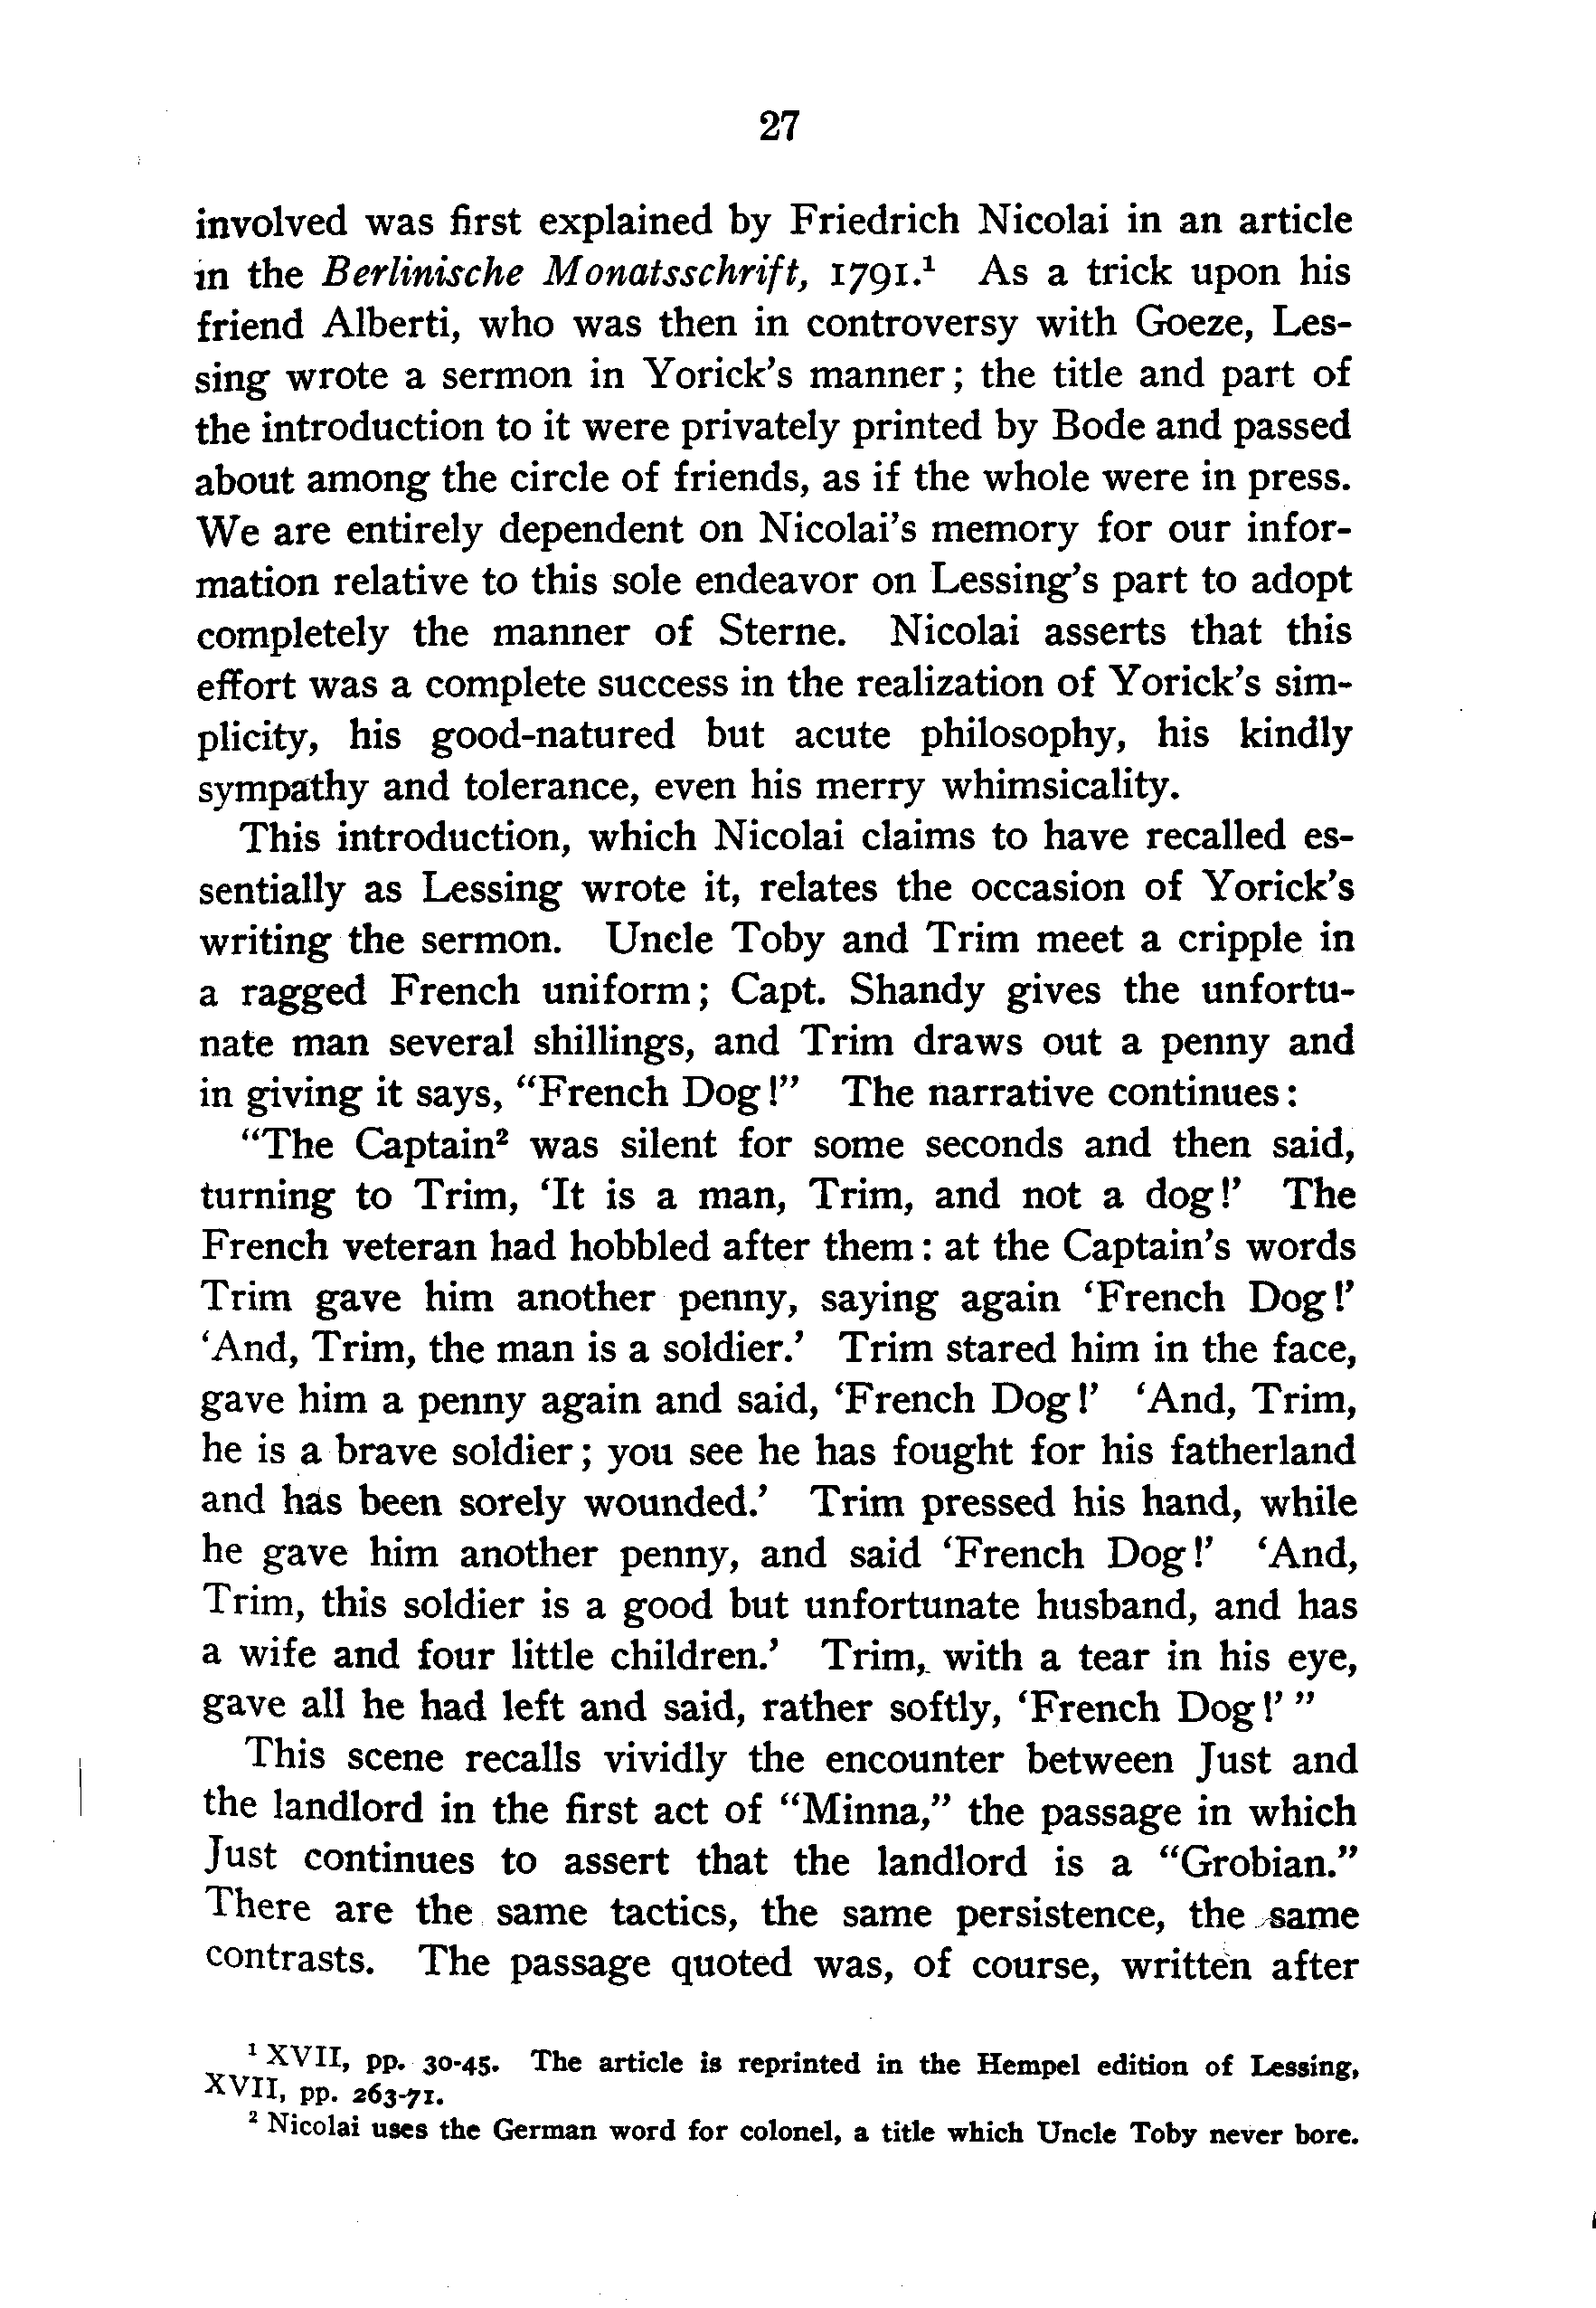 27
involved was first explained by Friedrich Nicolai in an article
in the Berlinische Monatsschrift, 1791.¹ As a trick upon his
friend Alberti, who was then in controversy with Goeze, Les-
sing wrote a sermon in Yorick's manner; the title and part of
the introduction to it were privately printed by Bode and passed
about among the circle of friends, as if the whole were in press.
We are entirely dependent on Nicolai's memory for our infor-
mation relative to this sole endeavor on Lessing's part to adopt
completely the manner of Sterne. Nicolai asserts that this
effort was a complete success in the realization of Yorick's sim-
plicity, his good-natured but acute philosophy, his kindly
sympathy and tolerance, even his merry whimsicality.
This introduction, which Nicolai claims to have recalled es-
sentially as Lessing wrote it, relates the occasion of Yorick's
writing the sermon. Uncle Toby and Trim meet a cripple in
a ragged French uniform; Capt. Shandy gives the unfortu-
nate man several shillings, and Trim draws out a penny and
in giving it says, "French Dog!" The narrative continues:
"The Captain² was silent for some seconds and then said,
turning to Trim, 'It is a man, Trim, and not a dog!' The
French veteran had hobbled after them: at the Captain's words
Trim gave him another penny, saying again 'French Dog!'
'And, Trim, the man is a soldier.' Trim stared him in the face,
gave him a penny again and said, 'French Dog!' 'And, Trim,
he is a brave soldier; you see he has fought for his fatherland
and has been sorely wounded.' Trim pressed his hand, while
he gave him another penny, and said 'French Dog!' 'And,
Trim, this soldier is a good but unfortunate husband, and has
a wife and four little children.' Trim, with a tear in his eye,
gave all he had left and said, rather softly, 'French Dog!' "
This scene recalls vividly the encounter between Just and
the landlord in the first act of "Minna," the passage in which
Just continues to assert that the landlord is a "Grobian."
There are the same tactics, the same persistence, the same
contrasts. The passage quoted was, of course, written after
¹ XVII, pp. 30-45. The article is reprinted in the Hempel edition of Lessing,
XVII, pp. 263-71.
² Nicolai uses the German word for colonel, a title which Uncle Toby never bore.